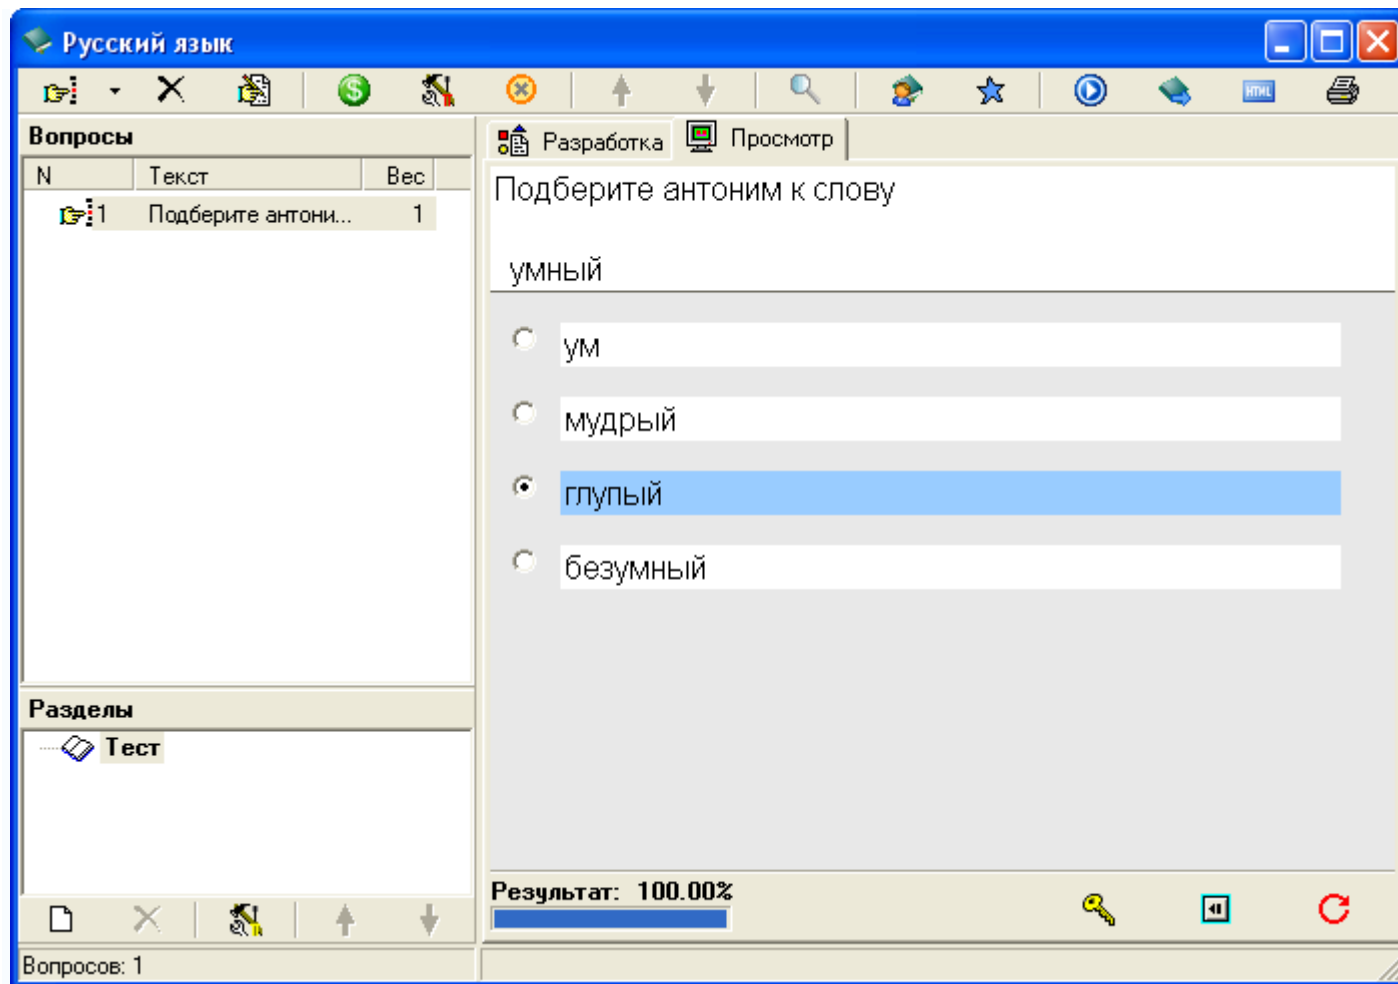 Русский язык
HTML
Вопросы
N Текст Вес
1 Подберите антони... 1
Разделы
Тест
Вопросов: 1
Разработка Просмотр
Подберите антоним к слову
умный
ум
мудрый
глупый
безумный
Результат: 100.00%